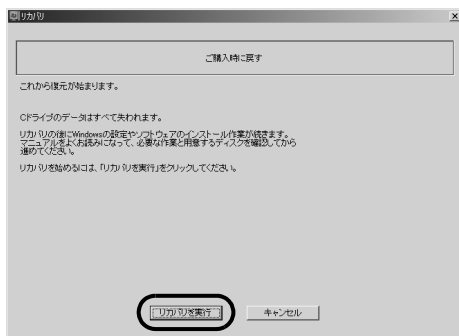 リカバリ
ご購入時に戻す
これから復元が始まります。
Cドライブのデータはすべて失われます。
リカバリの後にWindowsの設定やソフトウェアのインストール作業が続きます。
マニュアルをよくお読みになって、必要な作業と用意するディスクを確認してから
進めてください。
リカバリを始めるには、「リカバリを実行」をクリックしてください。
リカバリを実行
キャンセル